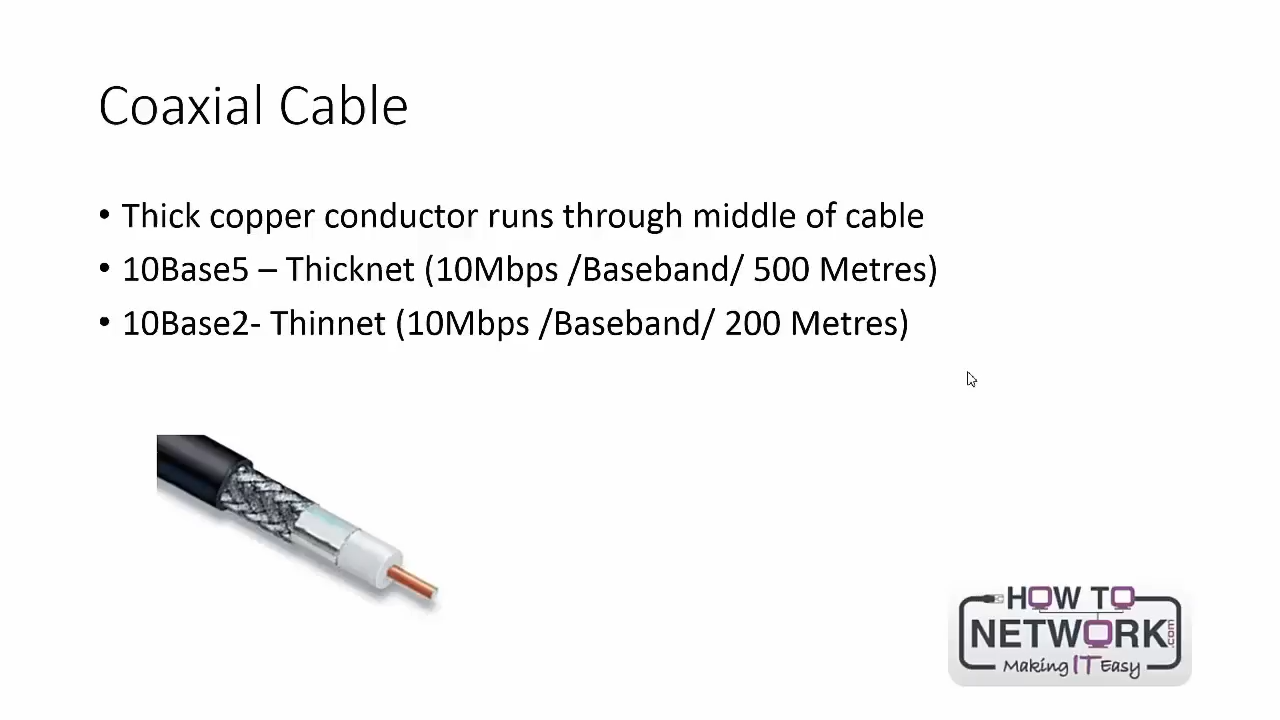 Coaxial Cable
• Thick copper conductor runs through middle of cable
• 10Base5 – Thicknet (10Mbps /Baseband/ 500 Metres)
• 10Base2- Thinnet (10Mbps /Baseband/ 200 Metres)
HOW TO
NETWORK.com
Making IT Easy